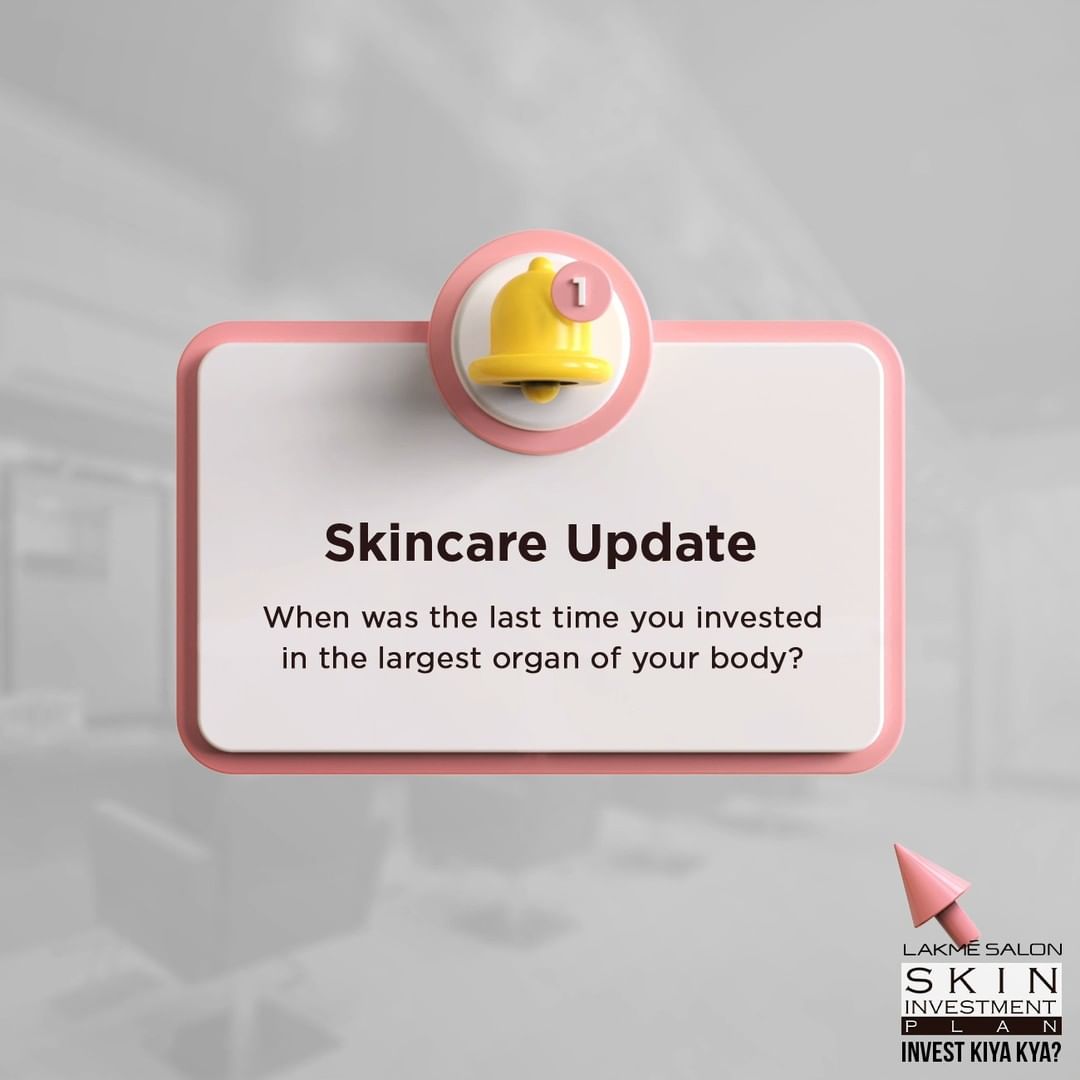 1
Skincare Update
When was the last time you invested
in the largest organ of your body?
LAKMÉ SALON
SKIN
INVESTMENT
PLAN
INVEST KIYA KYA?